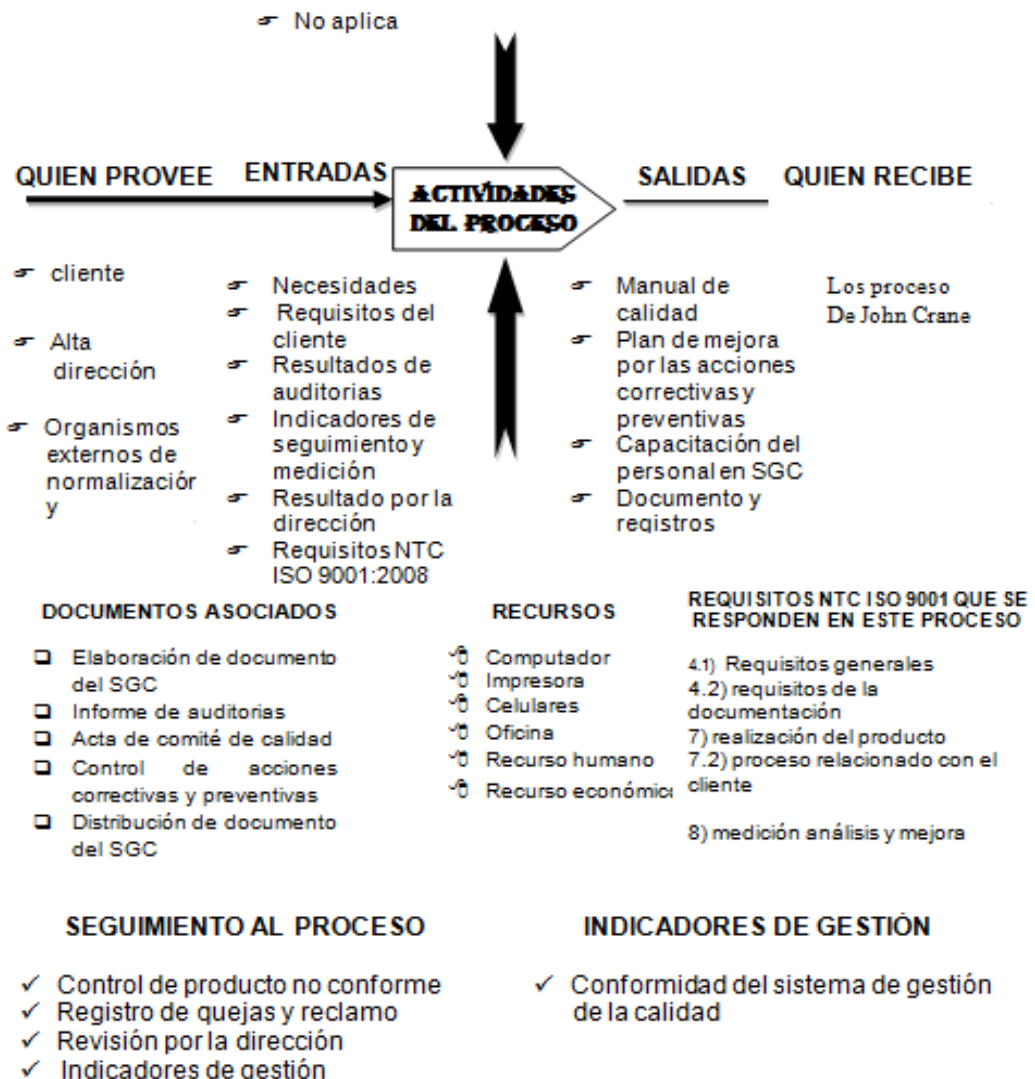 No aplica
QUIEN PROVEE
ENTRADAS
ACTIVIDADES
DEL PROCESO
SALIDAS
QUIEN RECIBE
cliente
Alta
dirección
Organismos
externos de
normalizaciór
y
Necesidades
Requisitos del
cliente
Resultados de
auditorias
Indicadores de
seguimiento y
medición
Resultado por la
dirección
Requisitos NTC
ISO 9001:2008
Manual de
calidad
Plan de mejora
por las acciones
correctivas y
preventivas
Capacitación del
personal en SGC
Documento y
registros
Los proceso
De John Crane
DOCUMENTOS ASOCIADOS
Elaboración de documento
del SGC
Informe de auditorias
Acta de comité de calidad
Control de acciones
correctivas y preventivas
Distribución de documento
del SGC
RECURSOS
Computador
Impresora
Celulares
Oficina
Recurso humano
Recurso económico
REQUISITOS NTC ISO 9001 QUE SE
RESPONDEN EN ESTE PROCESO
4.1) Requisitos generales
4.2) requisitos de la
documentación
7) realización del producto
7.2) proceso relacionado con el
cliente
8) medición análisis y mejora
SEGUIMIENTO AL PROCESO
Control de producto no conforme
Registro de quejas y reclamo
Revisión por la dirección
Indicadores de gestión
INDICADORES DE GESTIÓN
Conformidad del sistema de gestión
de la calidad